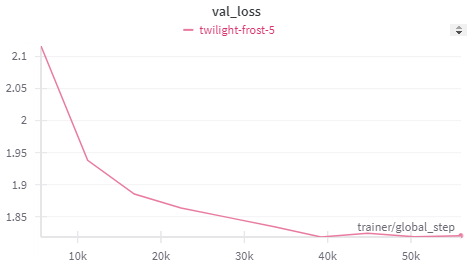 val_loss
twilight-frost-5
2.1
2.05
2
1.95
1.9
1.85
trainer/global_step
10k 20k 30k 40k 50k